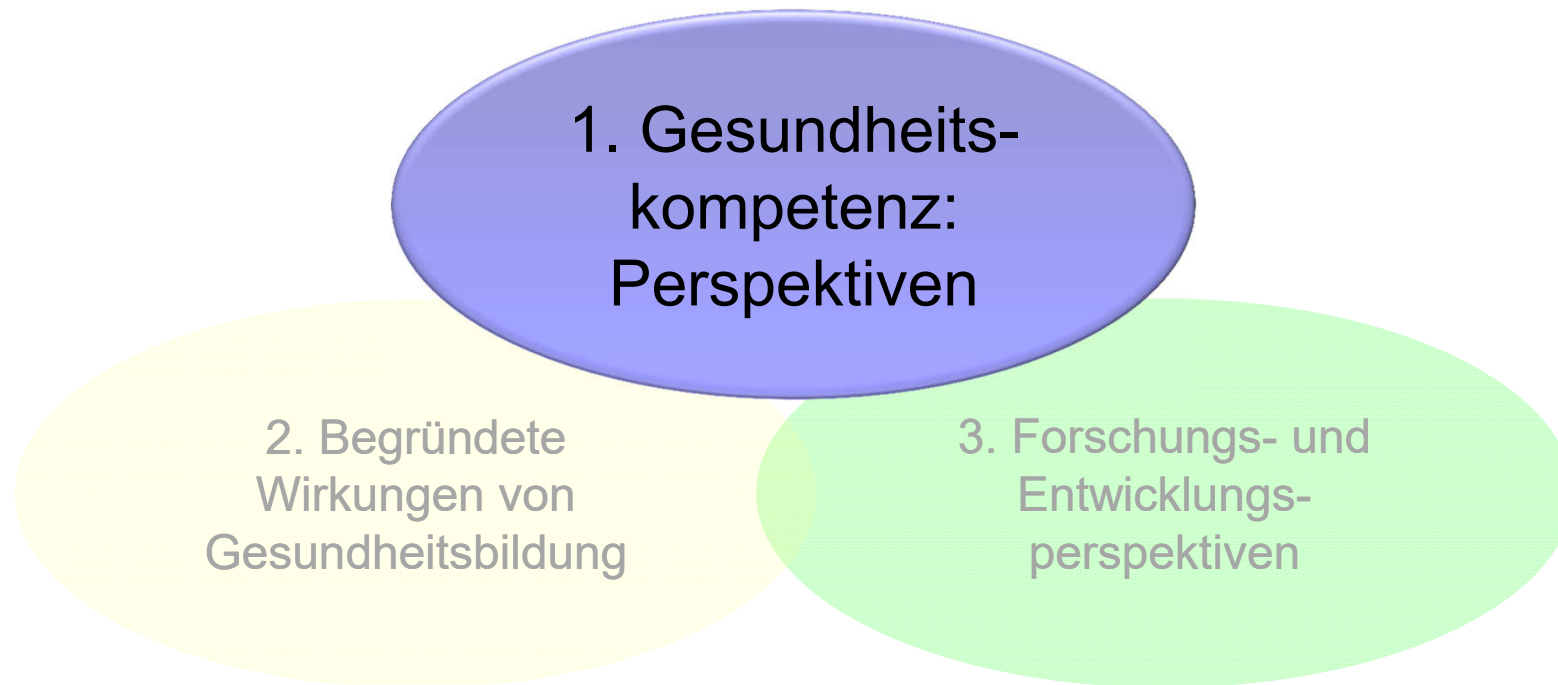 1. Gesundheits-
kompetenz:
Perspektiven
2. Begründete
Wirkungen von
Gesundheitsbildung
3. Forschungs- und
Entwicklungs-
perspektiven